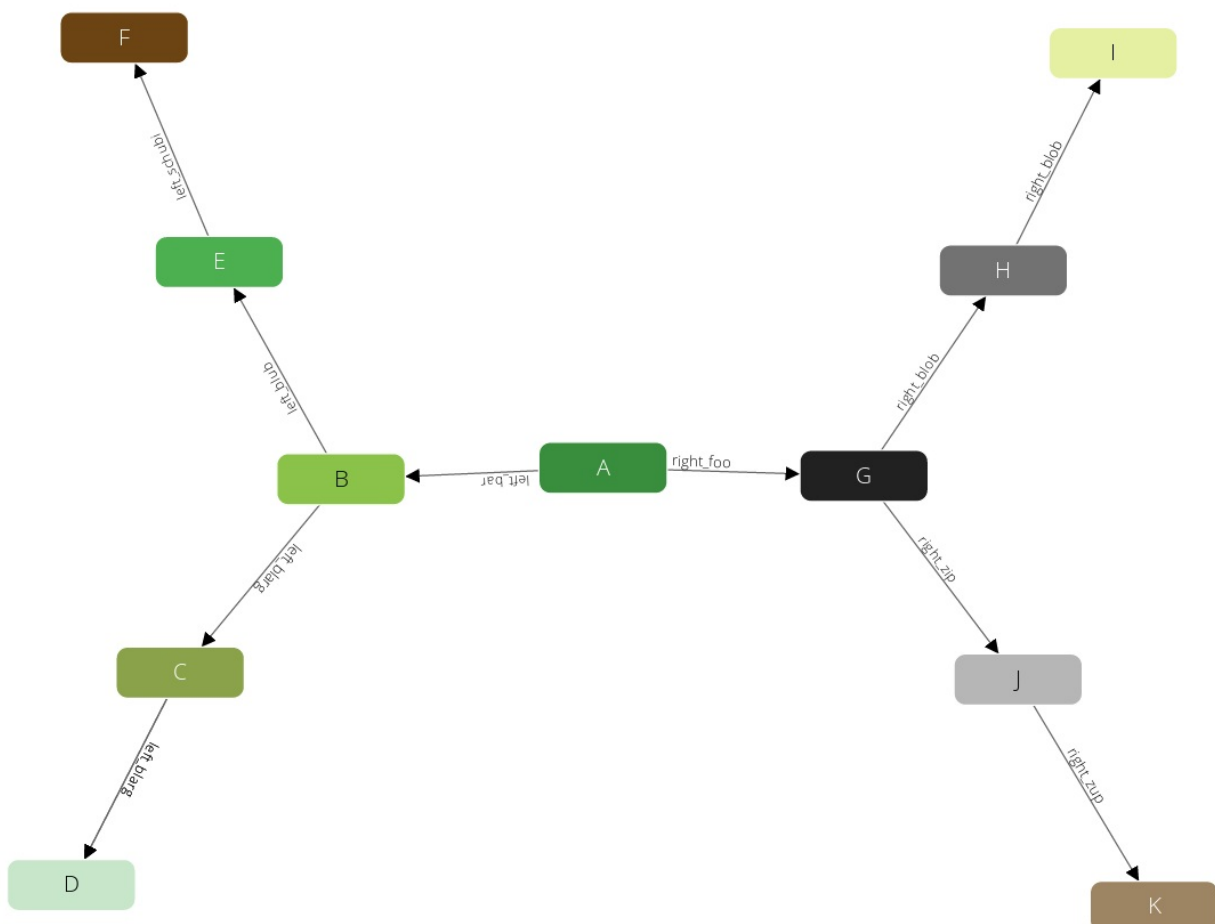 F
I
left_schubi
right_blob
E
H
left_blub
right_blob
A
right_foo
B
left_bar
G
left_blarg
right_zip
C
J
left_blarg
right_zup
D
K